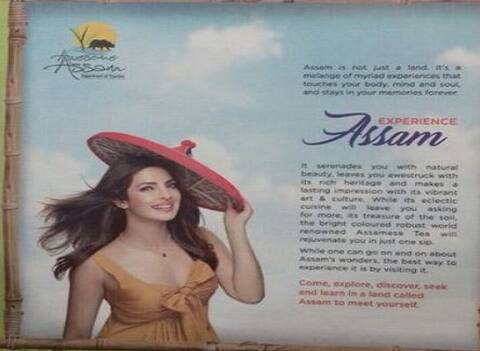 Awesome
Assam
Department of Tourism
Assam is not just a land. It's a
melange of myriad experiences that
touches your body, mind and soul,
and stays in your memories forever.
EXPERIENCE
Assam
It serenades you with natural
beauty, leaves you awestruck with
its rich heritage and makes a
lasting impression with its vibrant
art & culture. While its eclectic
cuisine will leave you asking
for more, its treasure of the soil,
the bright coloured robust world
renowned Assamese Tea will
rejuvenate you in just one sip.
While one can go on and on about
Assam's wonders, the best way to
experience it is by visiting it.
Come, explore, discover, seek
and learn in a land called
Assam to meet yourself.